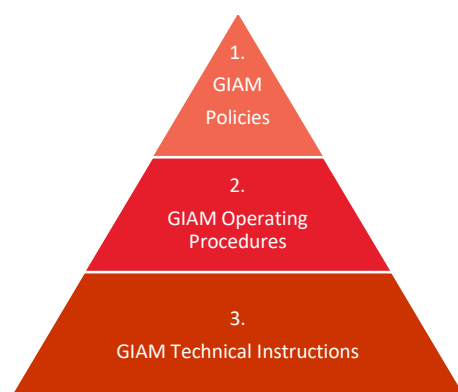 1.
GIAM
Policies
2.
GIAM Operating
Procedures
3.
GIAM Technical Instructions